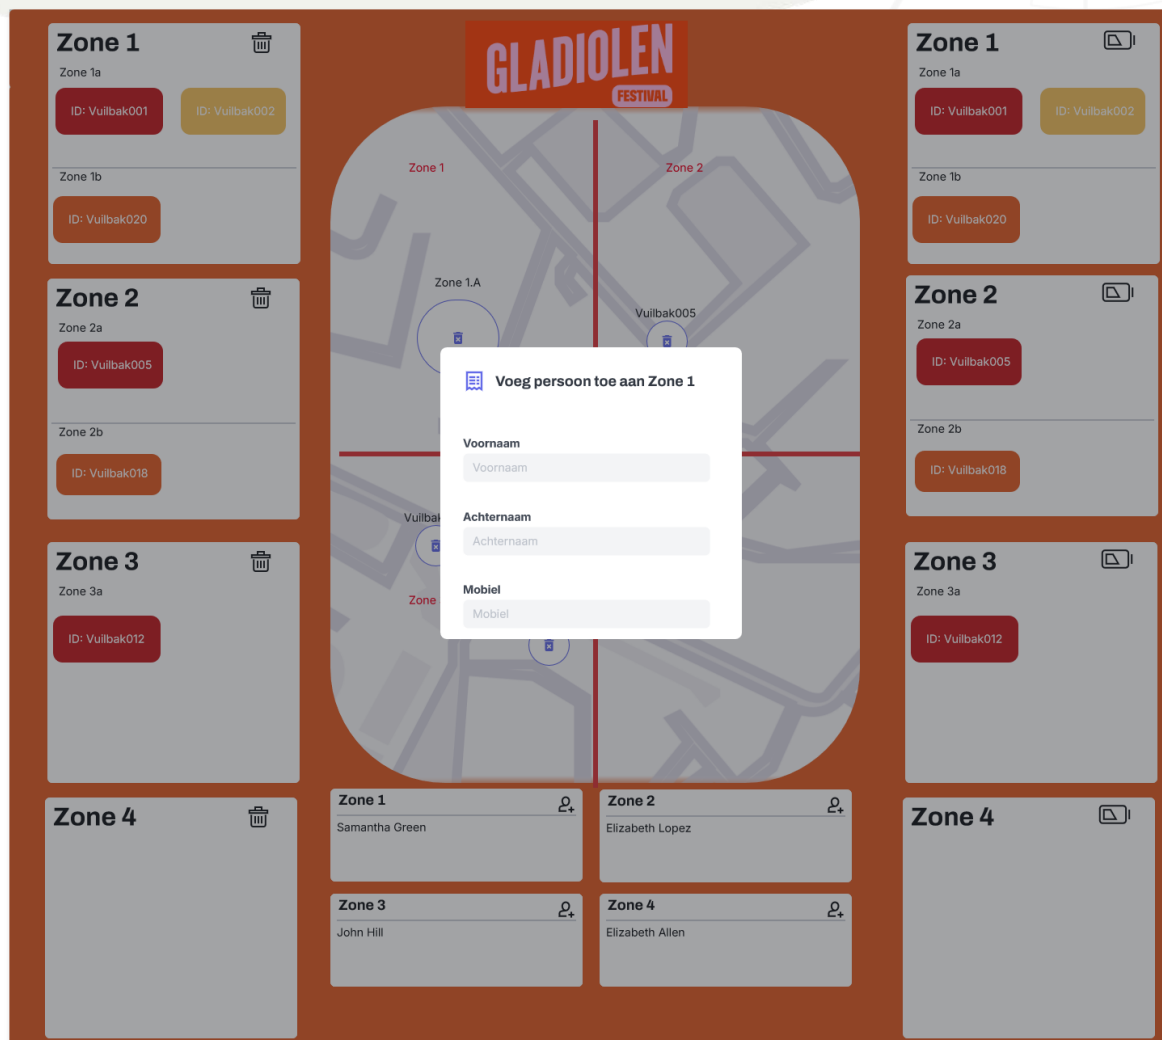 Zone 1
Zone 1a
ID: Vuilbak001
ID: Vuilbak002
Zone 1b
ID: Vuilbak020
Zone 2
Zone 2a
ID: Vuilbak005
Zone 2b
ID: Vuilbak018
Zone 3
Zone 3a
ID: Vuilbak012
Zone 4
GLADIOLEN
FESTIVAL
Zone 1
Zone 2
Zone 1.A
Vuilbak005
Zone
Voeg persoon toe aan Zone 1
Voornaam
Voornaam
Achternaam
Achternaam
Mobiel
Mobiel
Zone 1
Samantha Green
Zone 2
Elizabeth Lopez
Zone 3
John Hill
Zone 4
Elizabeth Allen
Zone 1
Zone 1a
ID: Vuilbak001
ID: Vuilbak002
Zone 1b
ID: Vuilbak020
Zone 2
Zone 2a
ID: Vuilbak005
Zone 2b
ID: Vuilbak018
Zone 3
Zone 3a
ID: Vuilbak012
Zone 4